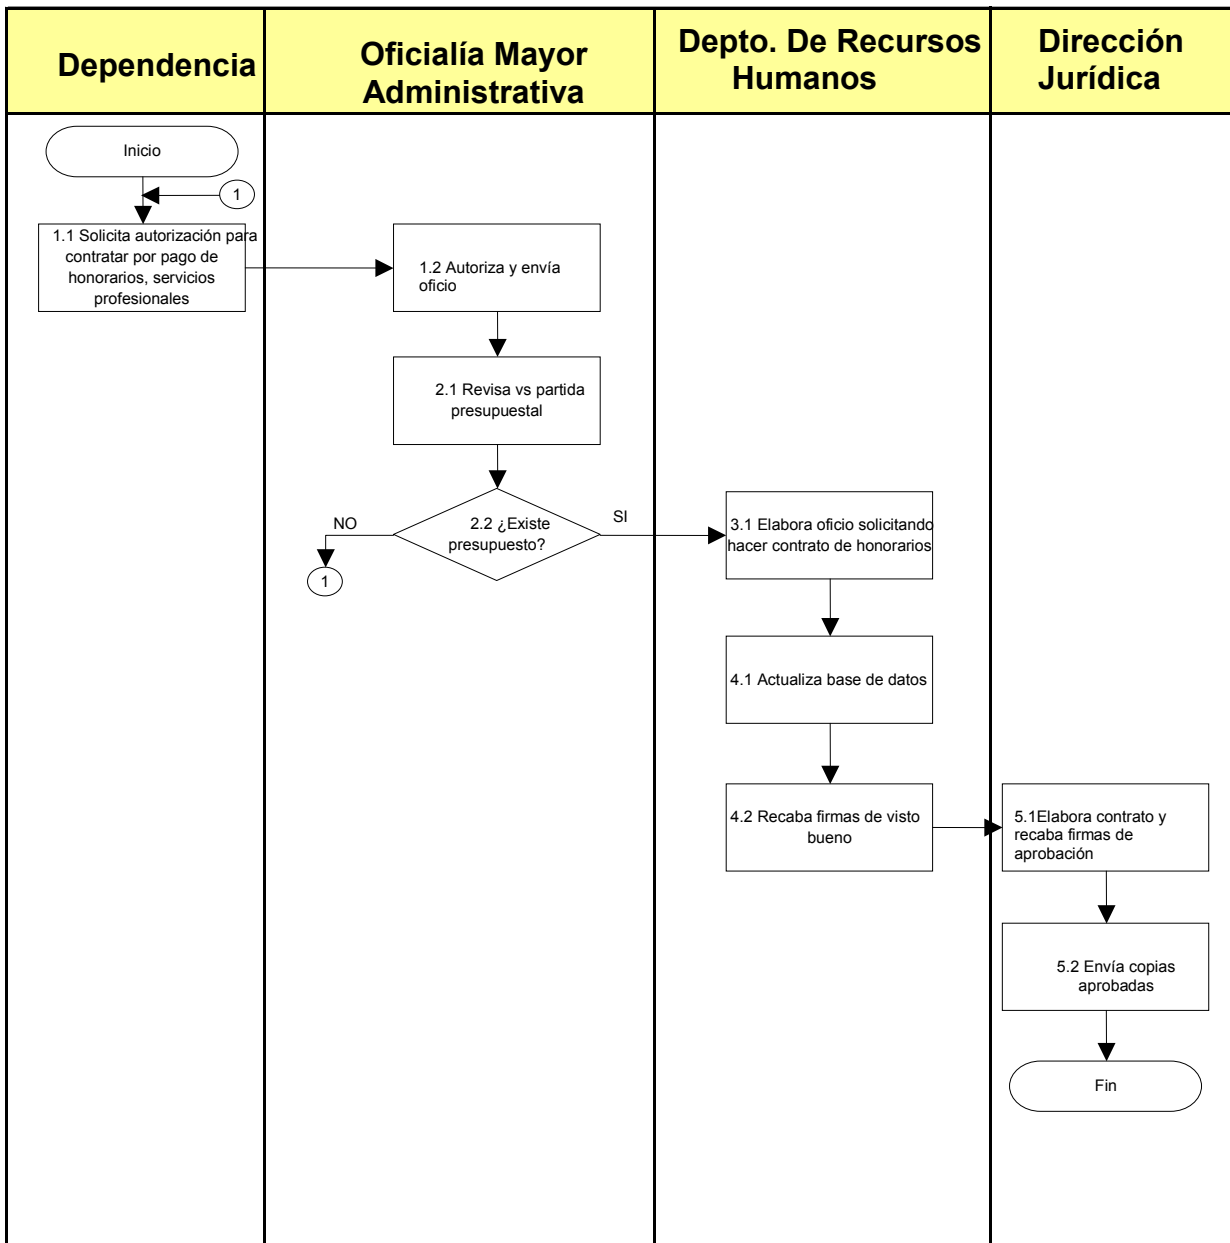 Dependencia
Oficialía Mayor
Administrativa
Depto. De Recursos
Humanos
Dirección
Jurídica
Inicio
1
1.1 Solicita autorización para
contratar por pago de
honorarios, servicios
profesionales
1.2 Autoriza y envía
oficio
2.1 Revisa vs partida
presupuestal
2.2 ¿Existe
presupuesto?
NO
SI
1
3.1 Elabora oficio solicitando
hacer contrato de honorarios
4.1 Actualiza base de datos
4.2 Recaba firmas de visto
bueno
5.1Elabora contrato y
recaba firmas de
aprobación
5.2 Envía copias
aprobadas
Fin